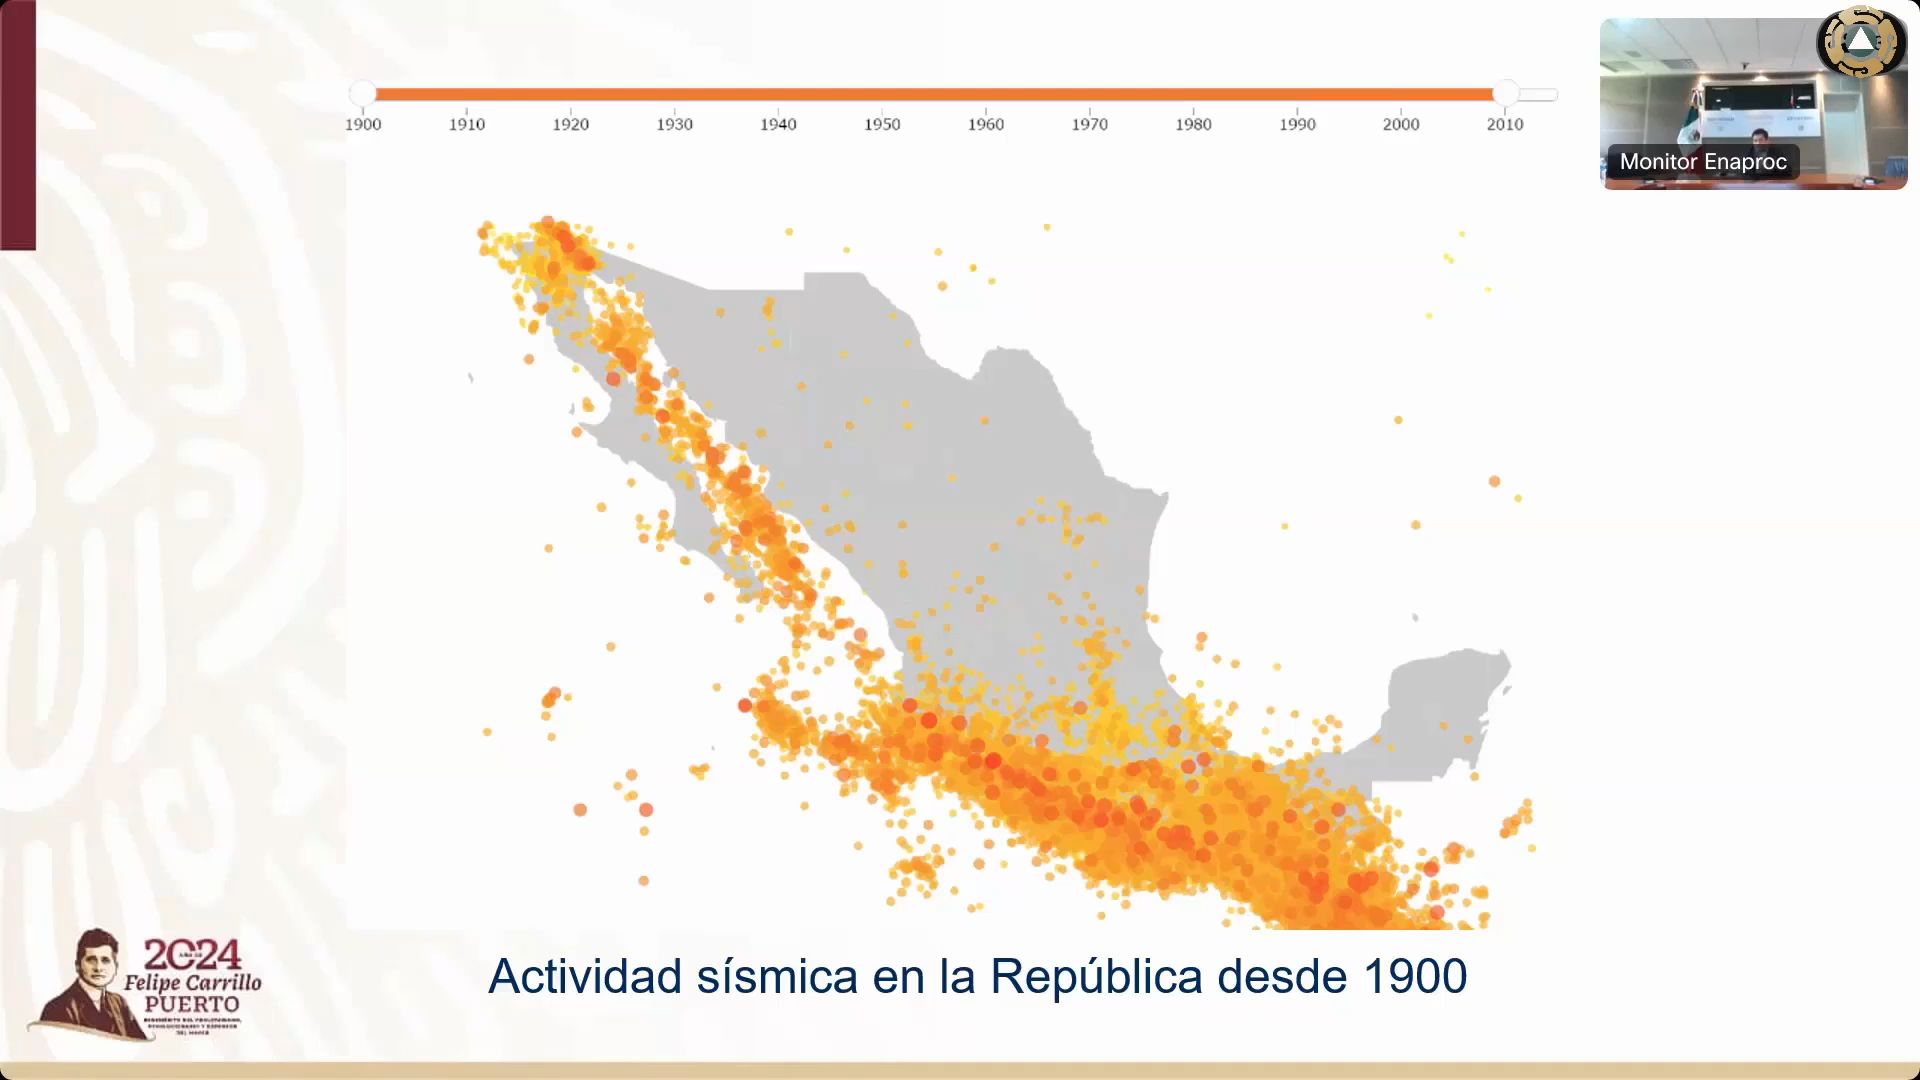 1900 1910 1920 1930 1940 1950 1960 1970 1980 1990 2000 2010
Monitor Enaproc
2024
Felipe Carrillo
PUERTO
Actividad sísmica en la República desde 1900